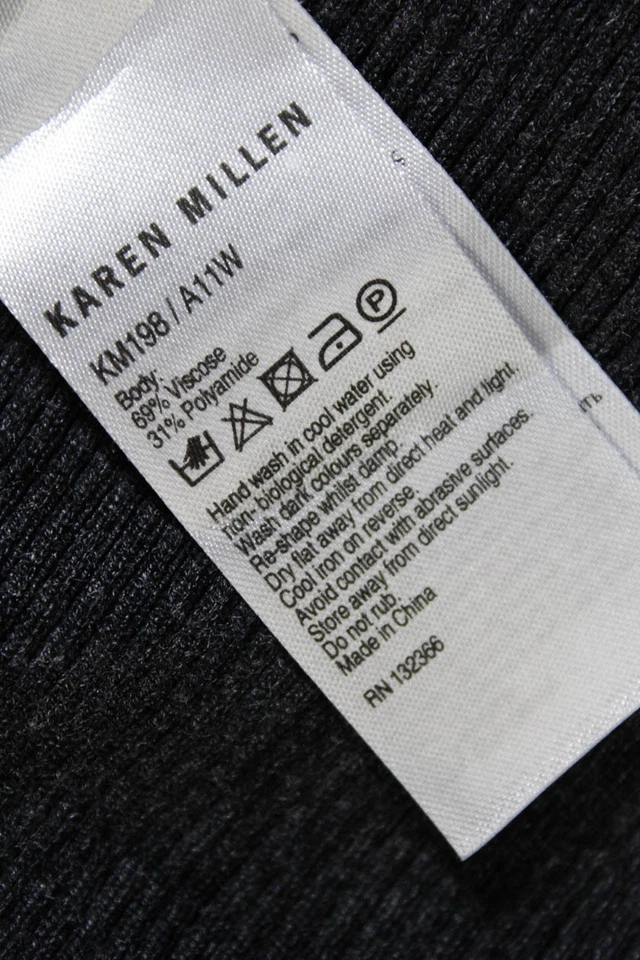 KAREN MILLEN
KM198 / A11W
Body:
69% Viscose
31% Polyamide
P
Hand wash in cool water using
non- biological detergent.
Wash dark colours separately.
Re-shape whilst damp.
Dry flat away from direct heat and light.
Cool iron on reverse.
Avoid contact with abrasive surfaces.
Store away from direct sunlight.
Do not rub.
Made in China
RN 132366